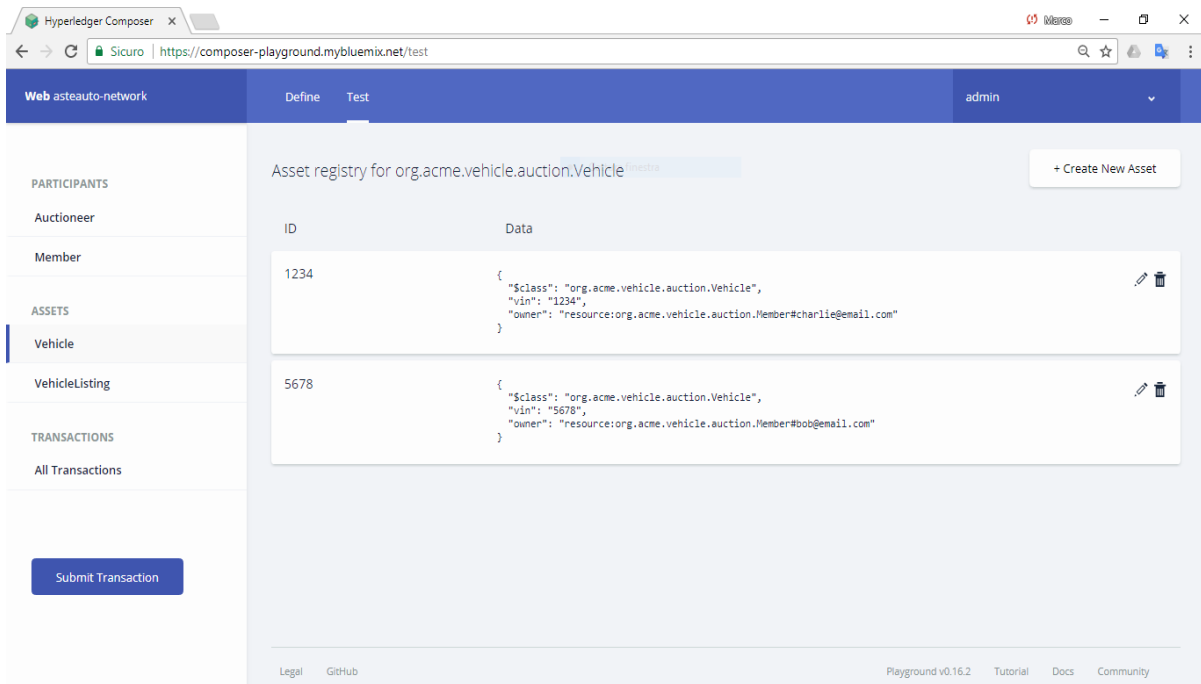 Hyperledger Composer
Marco
Sicuro https://composer-playground.mybluemix.net/test
Web asteauto-network
Define Test
admin
PARTICIPANTS
Auctioneer
Member
ASSETS
Vehicle
VehicleListing
TRANSACTIONS
All Transactions
Submit Transaction
Asset registry for org.acme.vehicle.auction.Vehicle
+ Create New Asset
ID Data
1234
{
"$class": "org.acme.vehicle.auction.Vehicle",
"vin": "1234",
"owner": "resource:org.acme.vehicle.auction.Member#charlie@email.com"
}
5678
{
"$class": "org.acme.vehicle.auction.Vehicle",
"vin": "5678",
"owner": "resource:org.acme.vehicle.auction.Member#bob@email.com"
}
Legal GitHub
Playground v0.16.2 Tutorial Docs Community